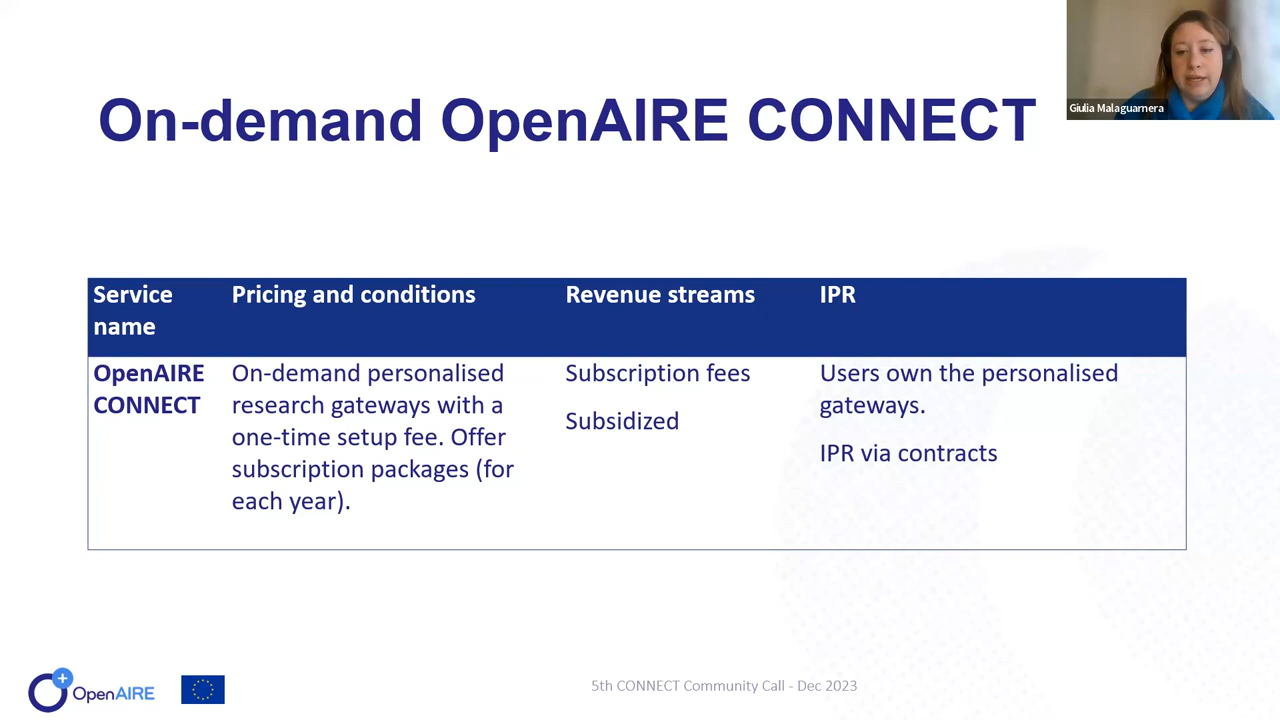 Giulia Malaguarnera
On-demand OpenAIRE CONNECT
Service
name
Pricing and conditions
Revenue streams
IPR
OpenAIRE
CONNECT
On-demand personalised
research gateways with a
one-time setup fee. Offer
subscription packages (for
each year).
Subscription fees
Subsidized
Users own the personalised
gateways.
IPR via contracts
OpenAIRE
5th CONNECT Community Call - Dec 2023